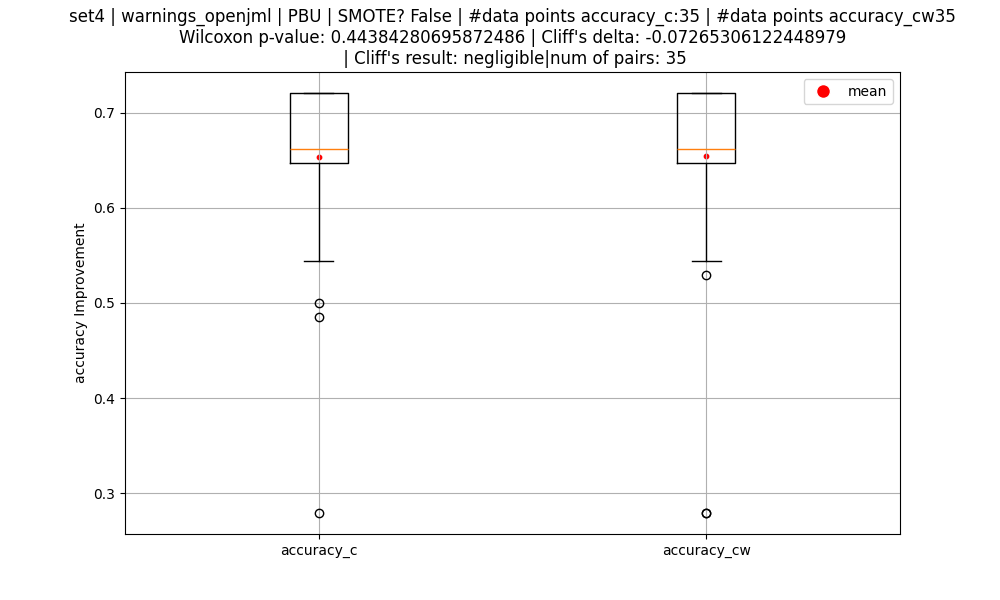 set4 | warnings_openjml | PBU | SMOTE? False | #data points accuracy_c:35 | #data points accuracy_cw35
Wilcoxon p-value: 0.44384280695872486 | Cliff's delta: -0.07265306122448979
| Cliff's result: negligible|num of pairs: 35
mean
0.7
0.6
0.5
0.4
0.3
accuracy Improvement
accuracy_c
accuracy_cw